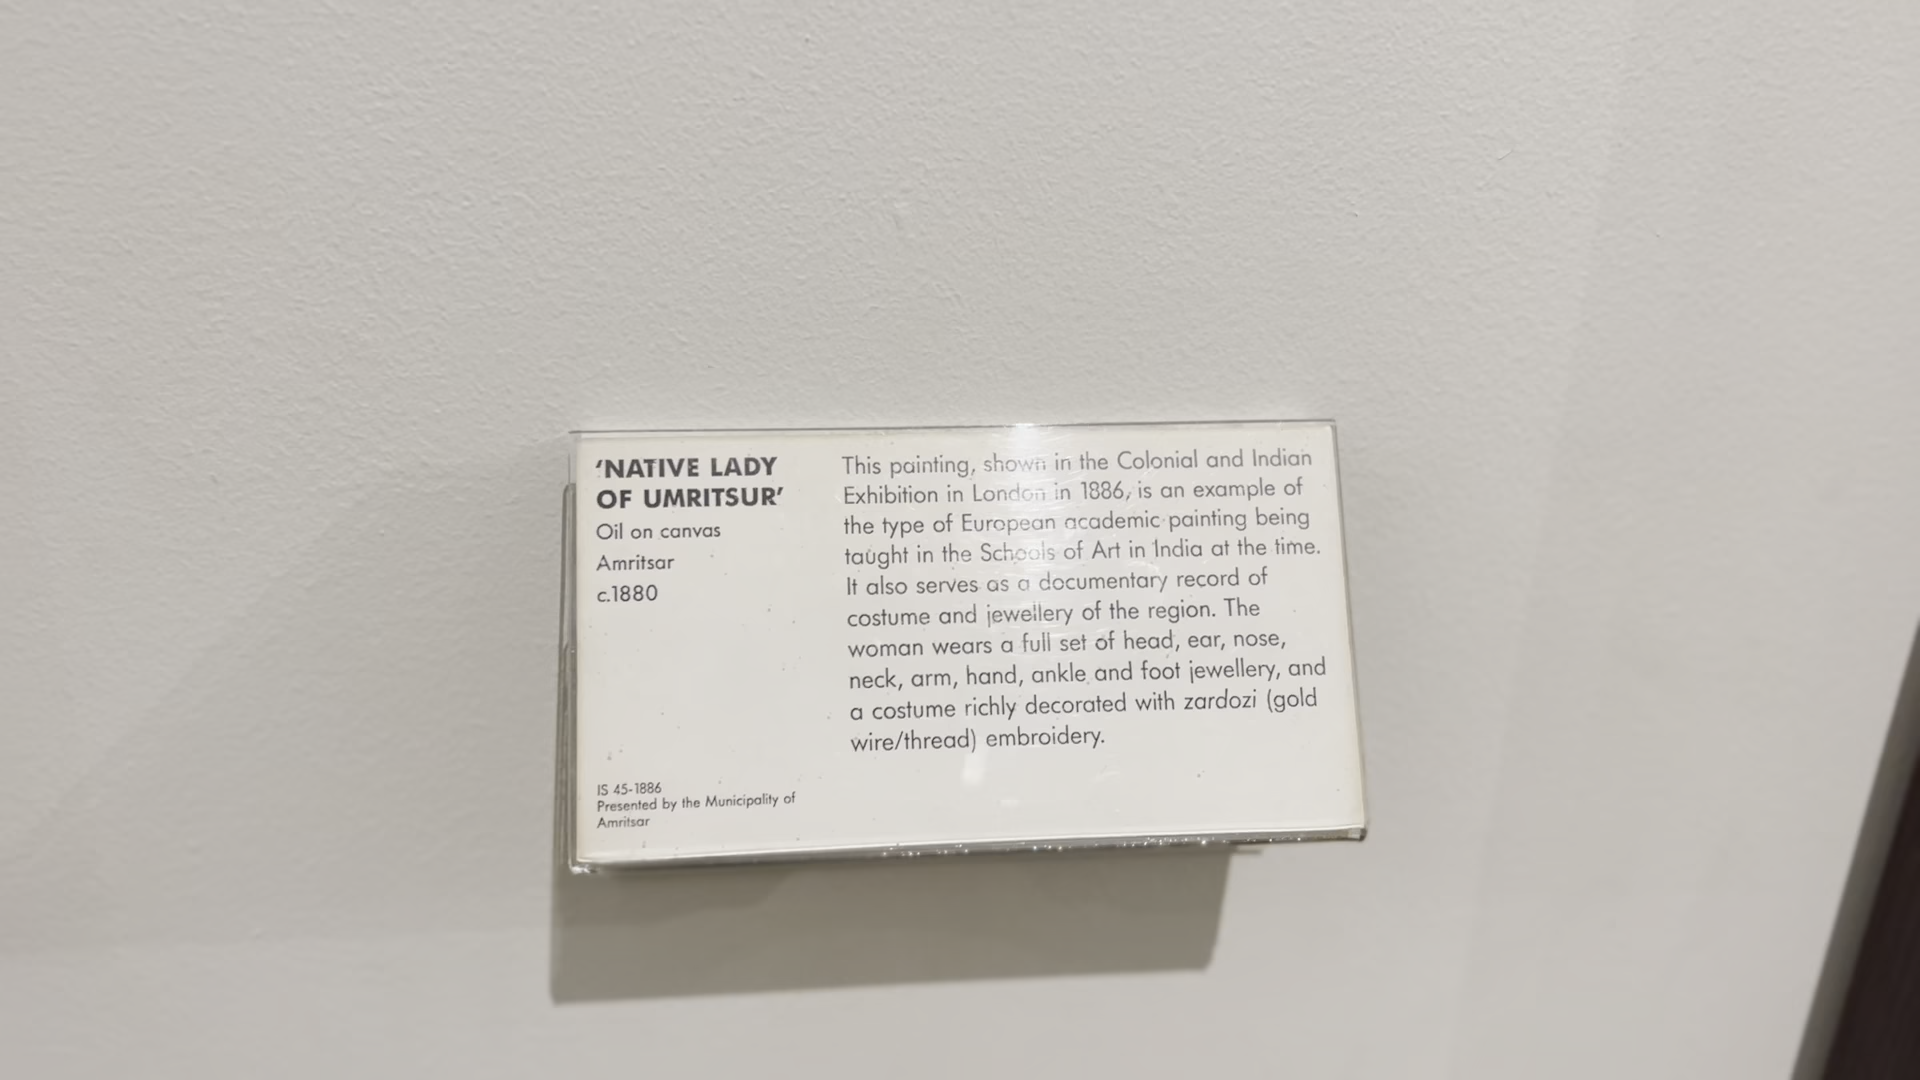 ‘NATIVE LADY
OF UMRITSUR’
Oil on canvas
Amritsar
c.1880
IS 45-1886
Presented by the Municipality of
Amritsar
This painting, shown in the Colonial and Indian
Exhibition in London in 1886, is an example of
the type of European academic painting being
taught in the Schools of Art in India at the time.
It also serves as a documentary record of
costume and jewellery of the region. The
woman wears a full set of head, ear, nose,
neck, arm, hand, ankle and foot jewellery, and
a costume richly decorated with zardozi (gold
wire/thread) embroidery.